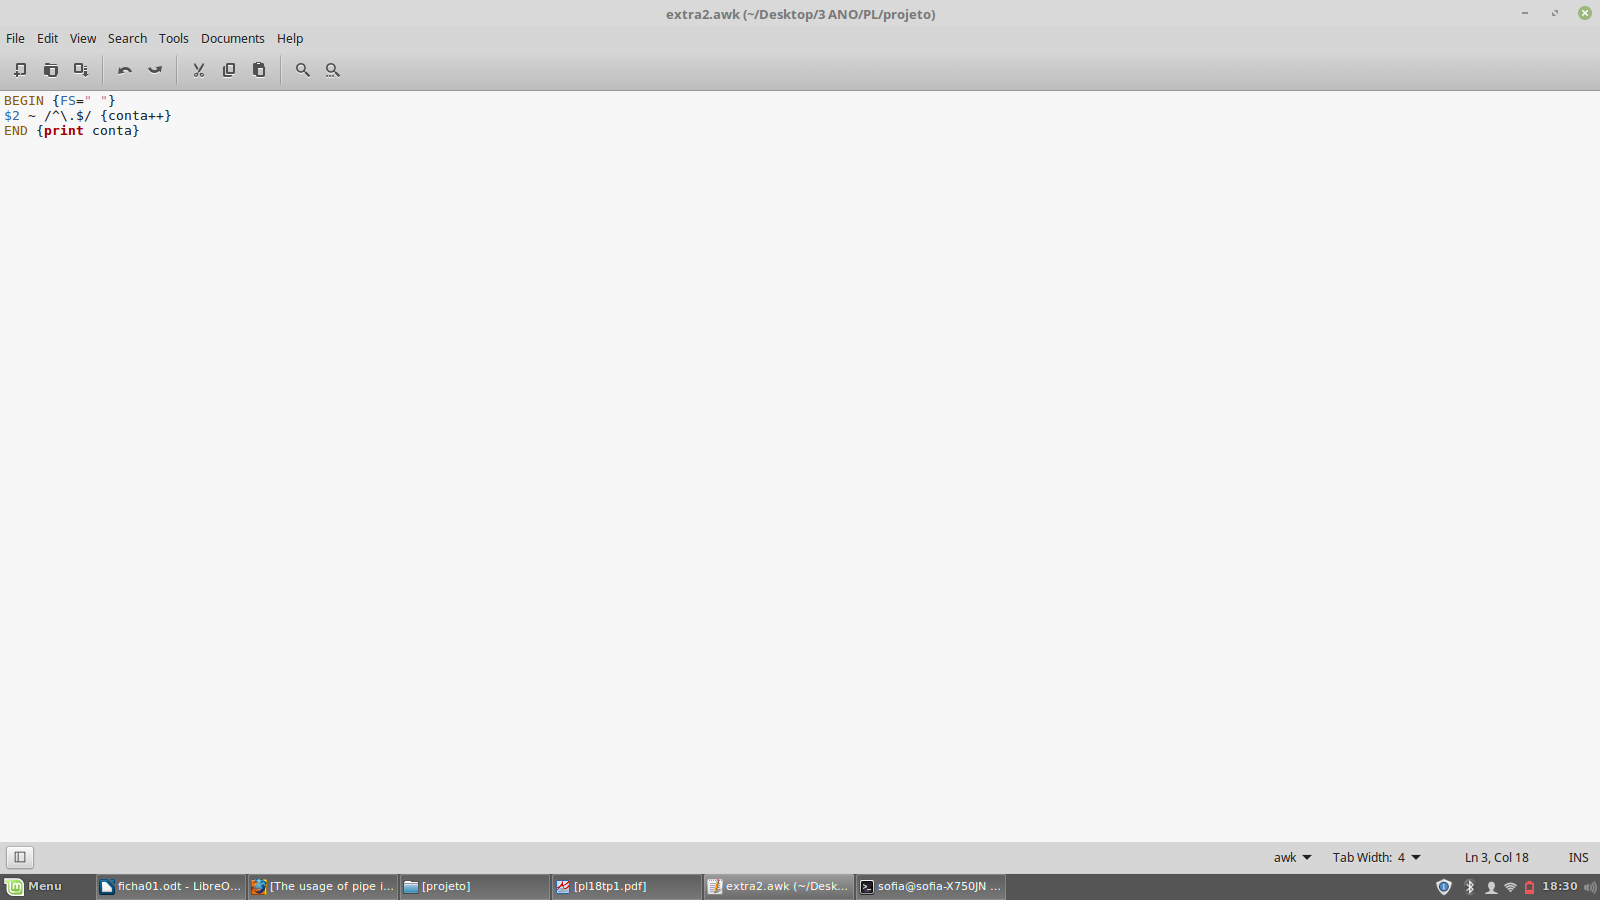 extra2.awk (~/Desktop/3 ANO/PL/projeto)
File Edit View Search Tools Documents Help
BEGIN {FS=" "}
$2 ~ /^\.$/ {conta++}
END {print conta}
awk Tab Width: 4 Ln 3, Col 18 INS
Menu ficha01.odt - LibreO... [The usage of pipe i... [projeto] [pl18tp1.pdf] extra2.awk (~/Desk... sofia@sofia-X750JN ... 18:30